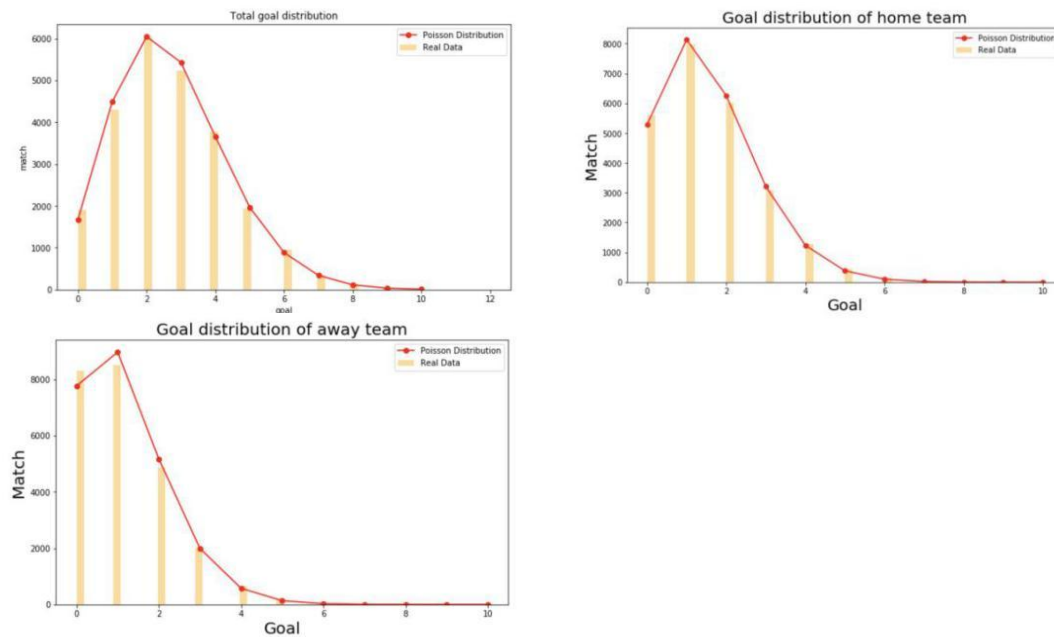 Total goal distribution
Poisson Distribution
Real Data
6000
5000
4000
3000
2000
1000
0
match
0 2 4 6 8 10 12
goal
Goal distribution of home team
Poisson Distribution
Real Data
8000
7000
6000
5000
4000
3000
2000
1000
0
Match
0 2 4 6 8 10
Goal
Goal distribution of away team
Poisson Distribution
Real Data
8000
6000
4000
2000
0
Match
0 2 4 6 8 10
Goal